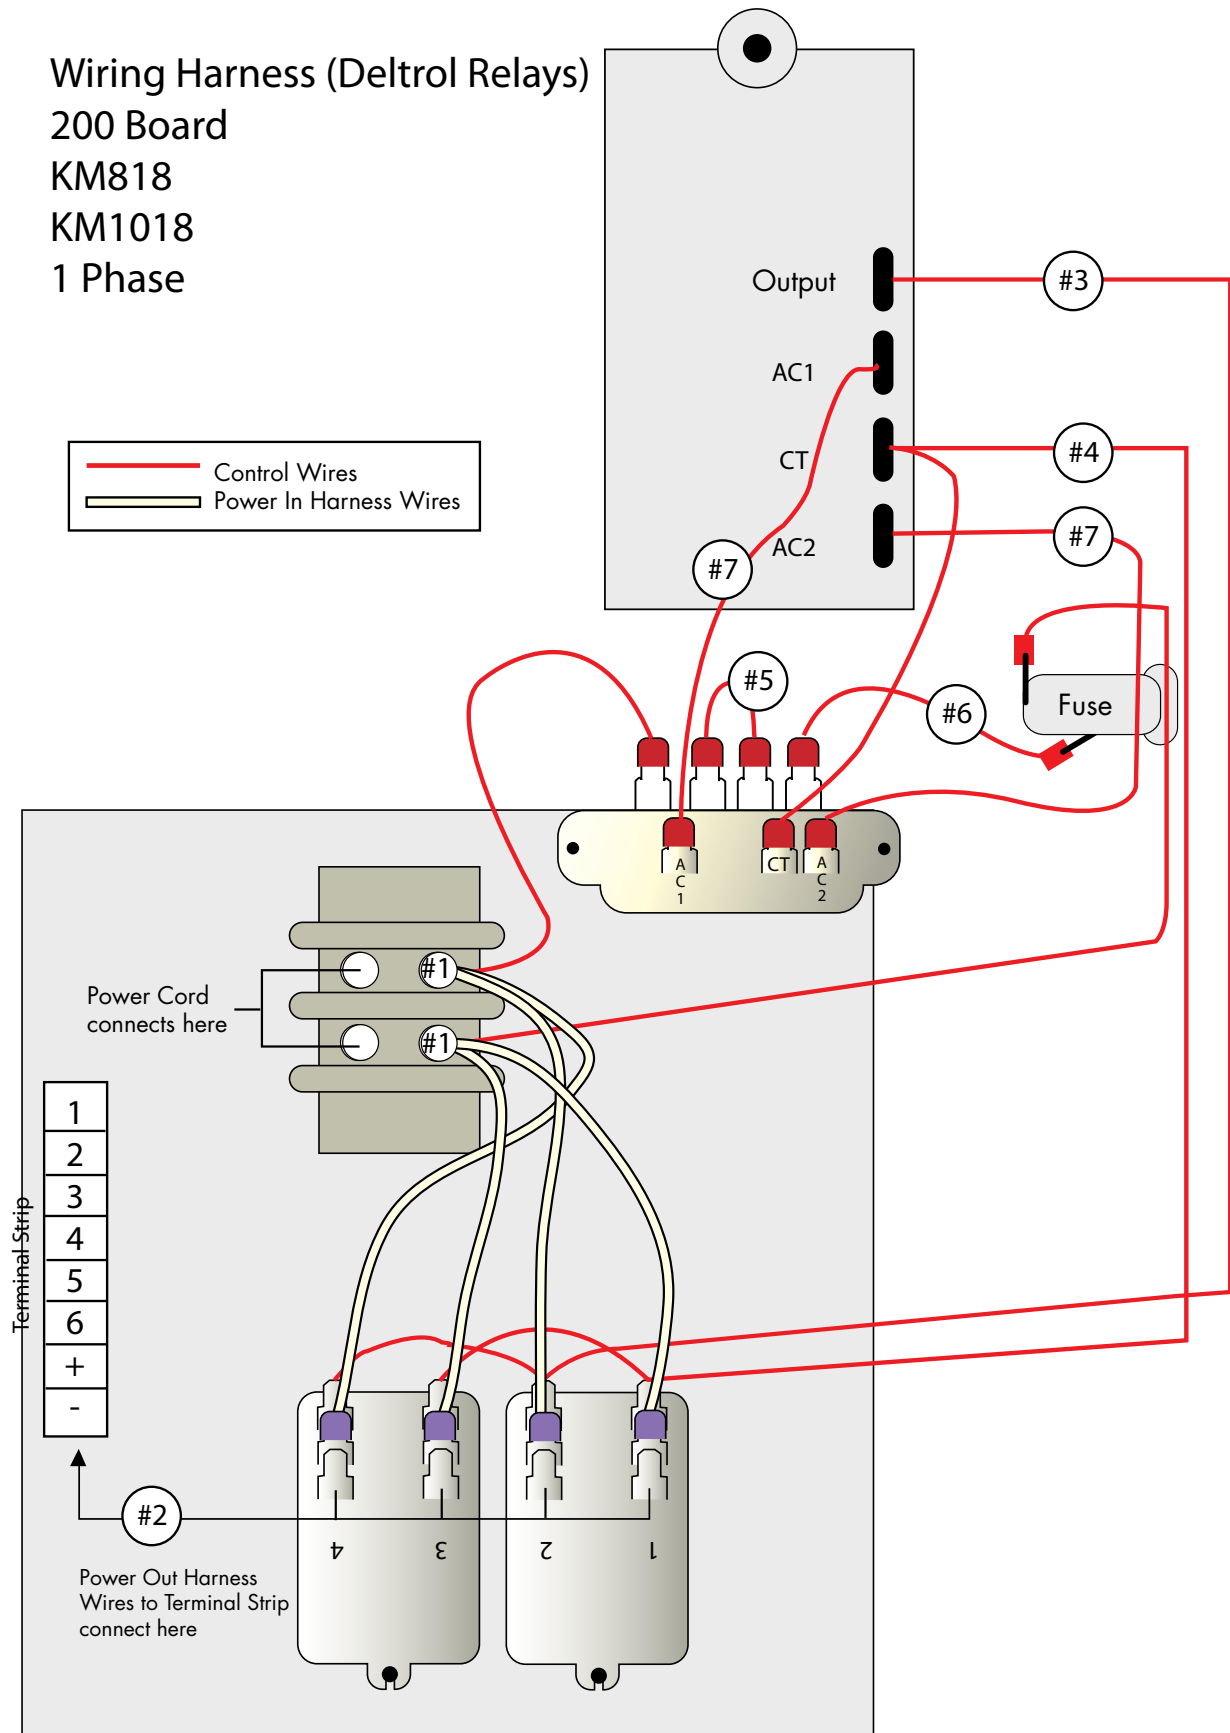 Wiring Harness (Deltrol Relays)
200 Board
KM818
KM1018
1 Phase
Control Wires
Power In Harness Wires
Output
AC1
CT
AC2
#3
#4
#7
#7
#5
#6
Fuse
AC1
CT
AC2
#1
#1
Power Cord
connects here
Terminal Strip
1
2
3
4
5
6
+
-
#2
4
3
2
1
Power Out Harness
Wires to Terminal Strip
connect here